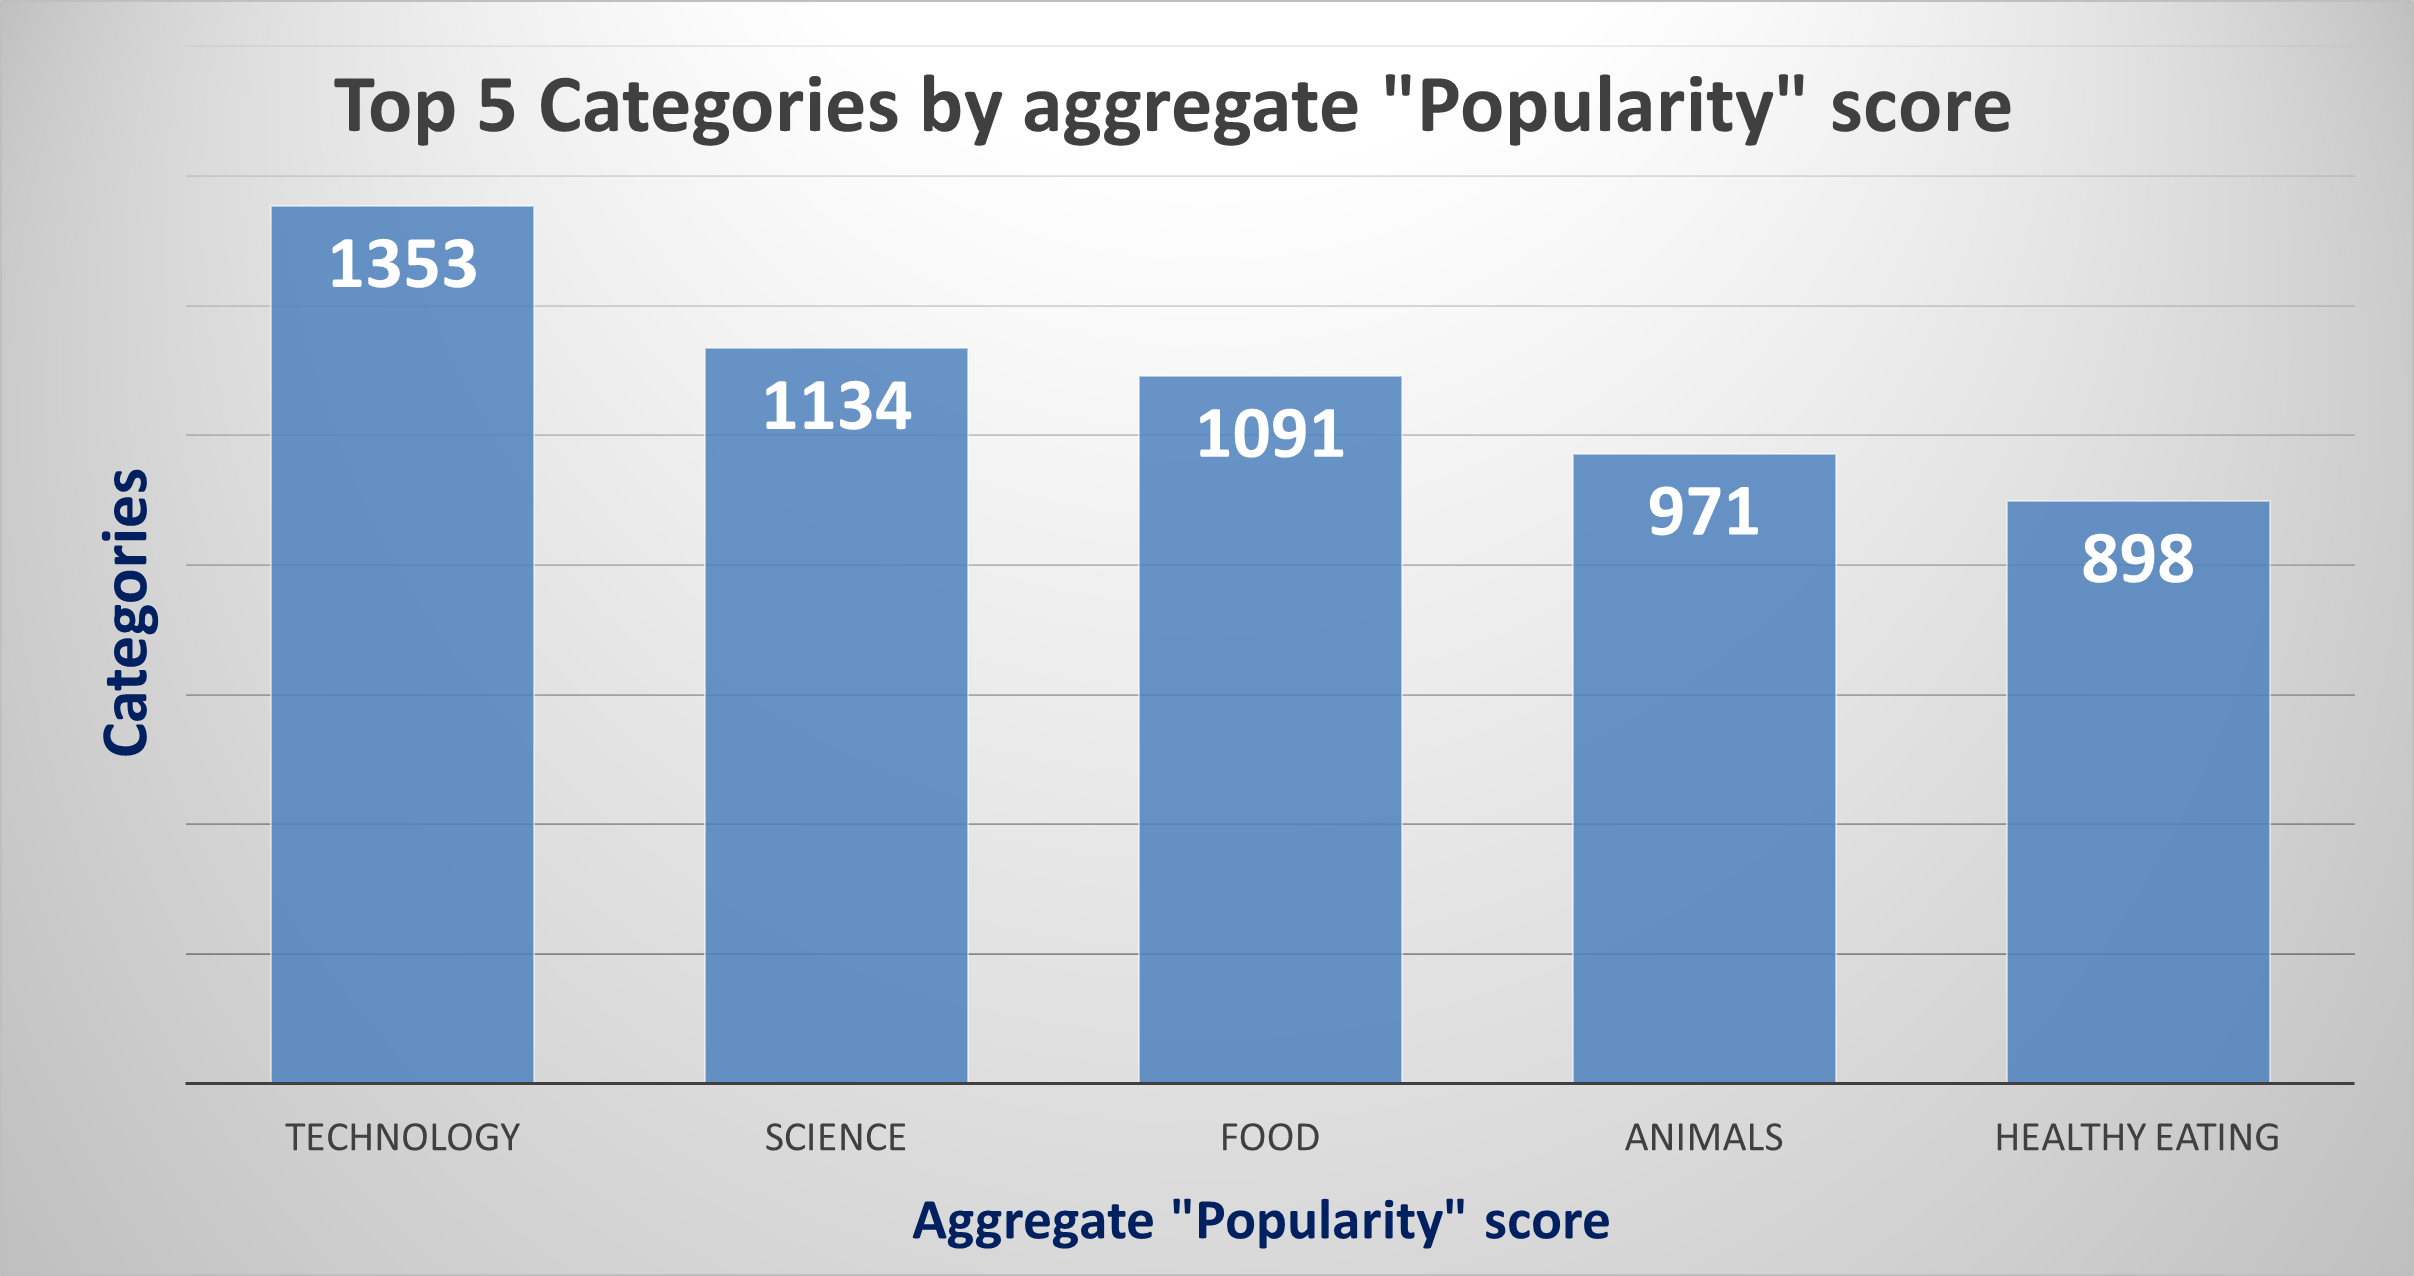 Top 5 Categories by aggregate "Popularity" score
1353
1134
1091
971
898
Categories
TECHNOLOGY
SCIENCE
FOOD
ANIMALS
HEALTHY EATING
Aggregate "Popularity" score